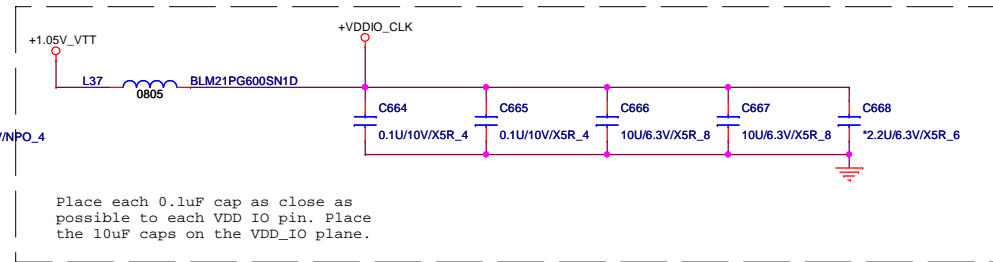 +VDDIO_CLK
+1.05V_VTT
L37 BLM21PG600SN1D
0805
C664 C665 C666 C667 C668
0.1U/10V/X5R_4 0.1U/10V/X5R_4 10U/6.3V/X5R_8 10U/6.3V/X5R_8 *2.2U/6.3V/X5R_6
/NPO_4
Place each 0.1uF cap as close as
possible to each VDD IO pin. Place
the 10uF caps on the VDD_IO plane.